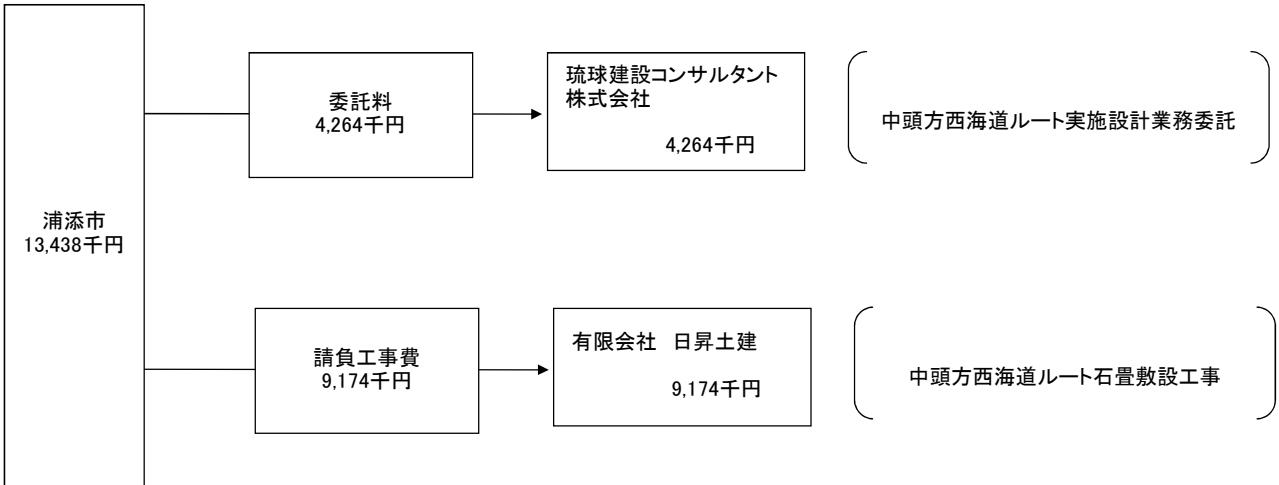 浦添市
13,438千円
委託料
4,264千円
琉球建設コンサルタント
株式会社
4,264千円
中頭方西海道ルート実施設計業務委託
請負工事費
9,174千円
有限会社　日昇土建
9,174千円
中頭方西海道ルート石畳敷設工事